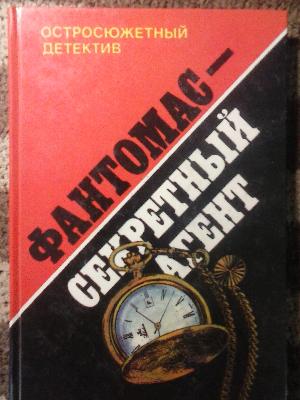 ОСТРОСЮЖЕТНЫЙ
ДЕТЕКТИВ
ФАНТОМАС—
СЕКРЕТНЫЙ
АГЕНТ